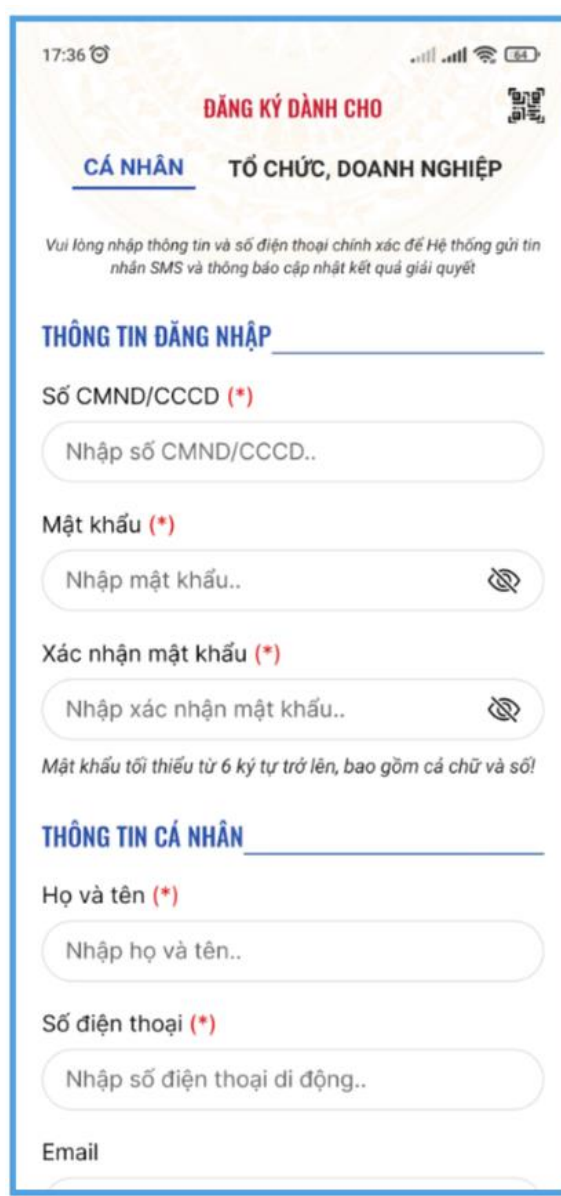 17:36
64
ĐĂNG KÝ DÀNH CHO
CÁ NHÂN TỔ CHỨC, DOANH NGHIỆP
Vui lòng nhập thông tin và số điện thoại chính xác để Hệ thống gửi tin
nhắn SMS và thông báo cập nhật kết quả giải quyết
THÔNG TIN ĐĂNG NHẬP
Số CMND/CCCD (*)
Nhập số CMND/CCCD..
Mật khẩu (*)
Nhập mật khẩu..
Xác nhận mật khẩu (*)
Nhập xác nhận mật khẩu..
Mật khẩu tối thiểu từ 6 ký tự trở lên, bao gồm cả chữ và số!
THÔNG TIN CÁ NHÂN
Họ và tên (*)
Nhập họ và tên..
Số điện thoại (*)
Nhập số điện thoại di động..
Email